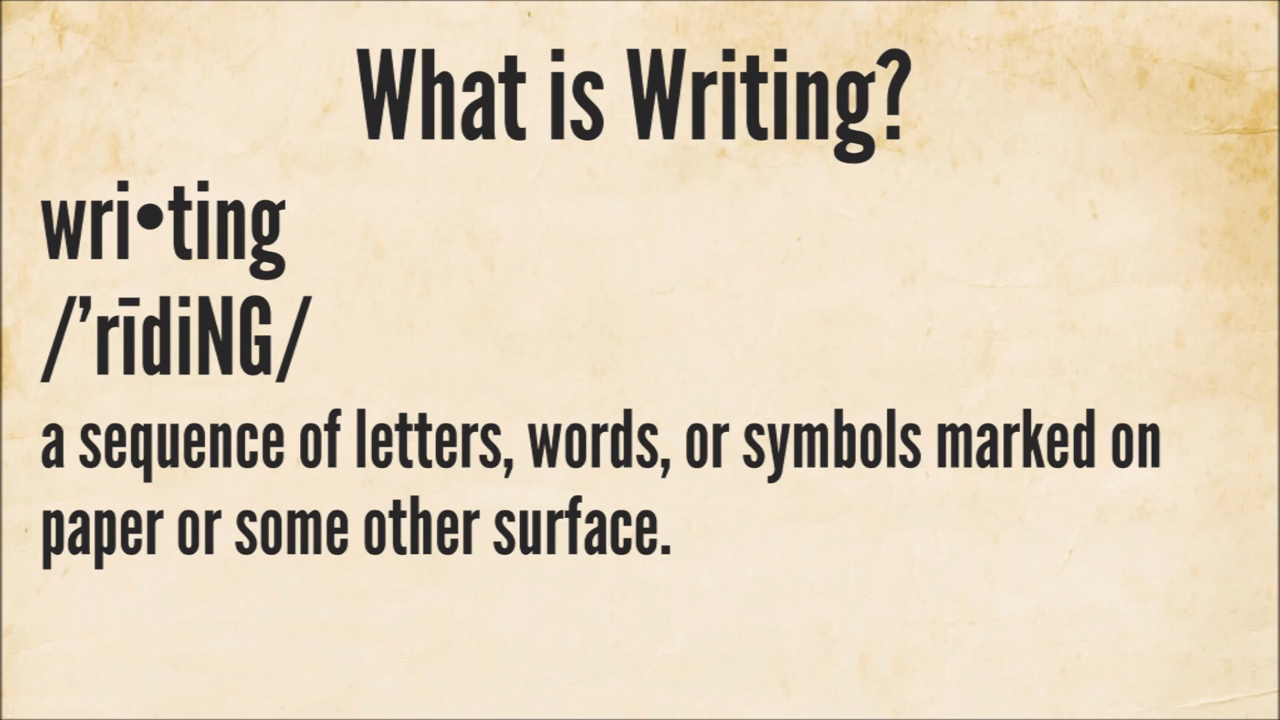 What is Writing?
wri•ting
/’rīdiNG/
a sequence of letters, words, or symbols marked on
paper or some other surface.